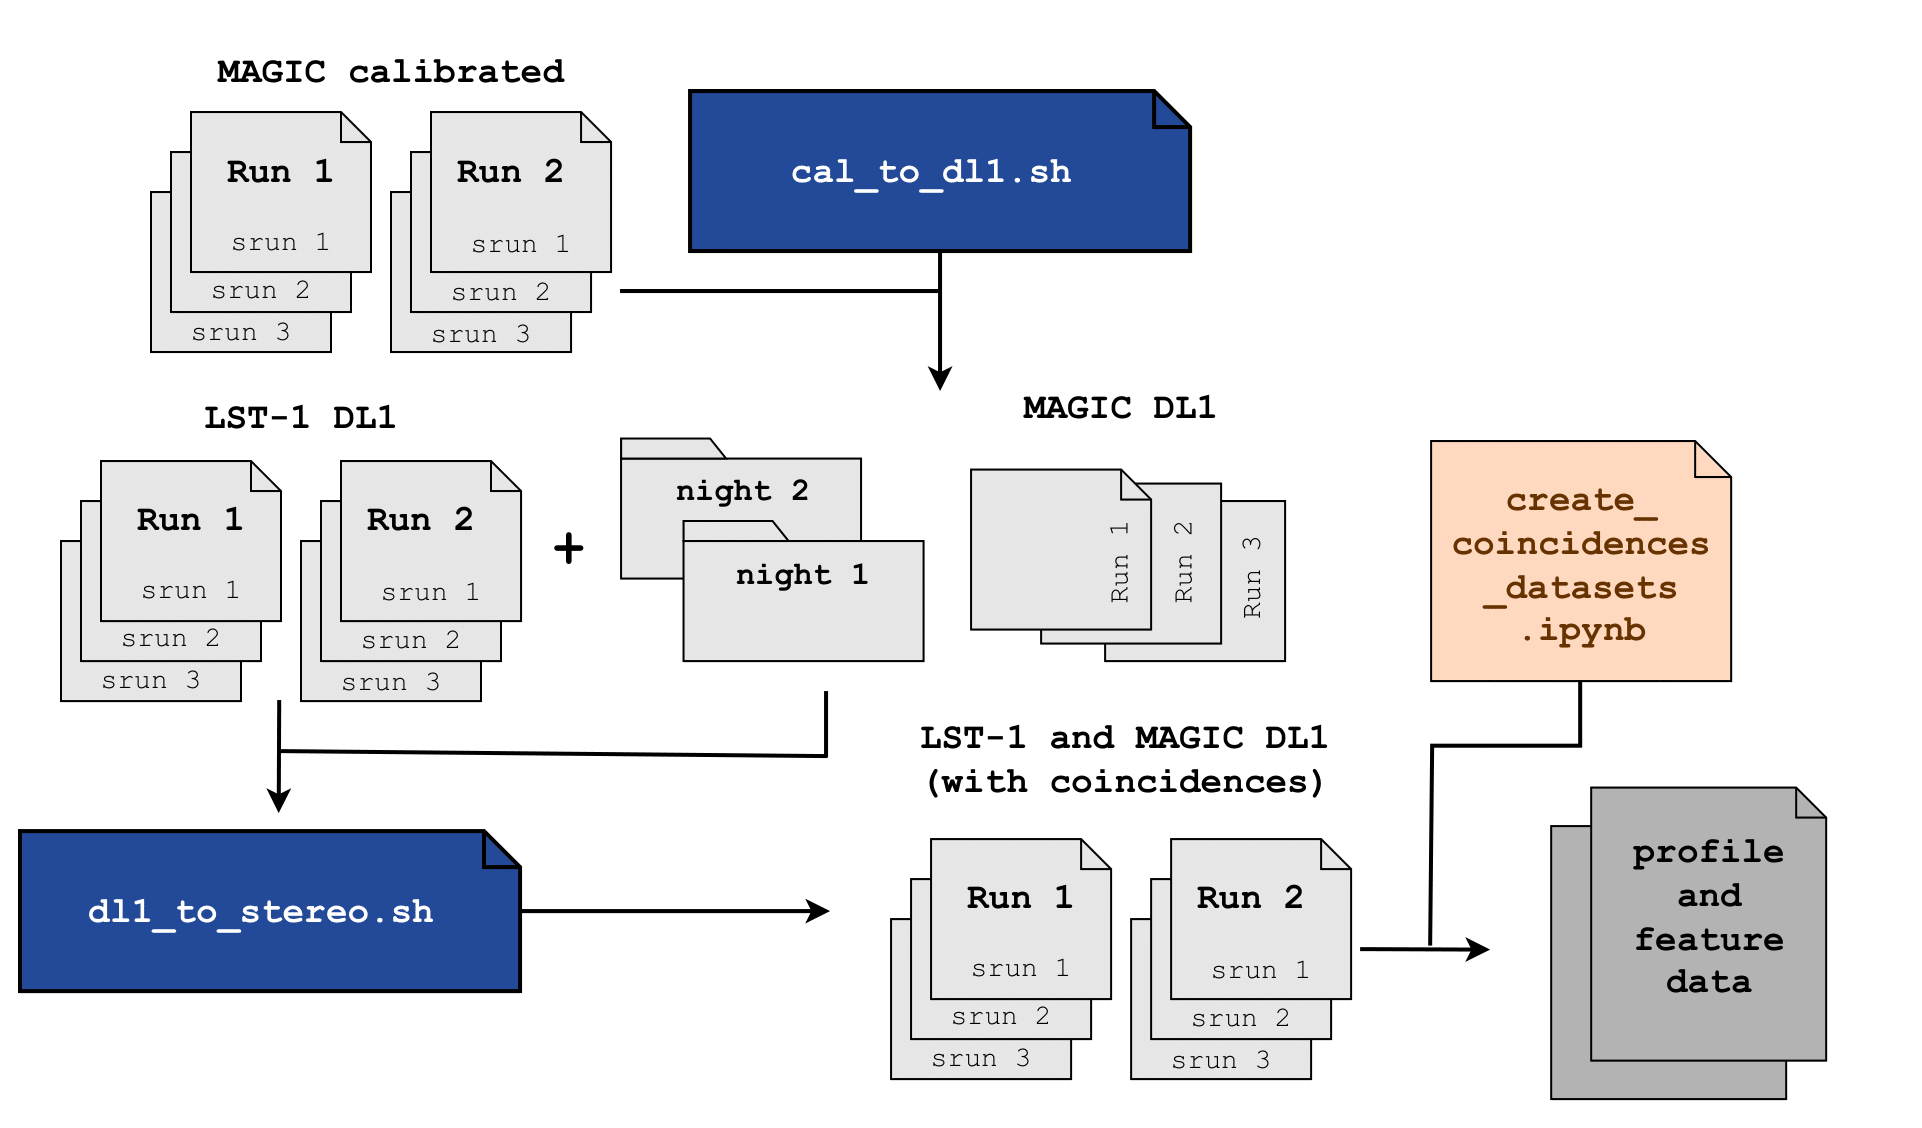 MAGIC calibrated
Run 1
srun 1
srun 2
srun 3
Run 2
srun 1
srun 2
srun 3
cal_to_dl1.sh
LST-1 DL1
Run 1
srun 1
srun 2
srun 3
Run 2
srun 1
srun 2
srun 3
+
night 2
night 1
MAGIC DL1
Run 1
Run 2
Run 3
create_
coincidences
_datasets
.ipynb
dl1_to_stereo.sh
LST-1 and MAGIC DL1
(with coincidences)
Run 1
srun 1
srun 2
srun 3
Run 2
srun 1
srun 2
srun 3
profile
and
feature
data